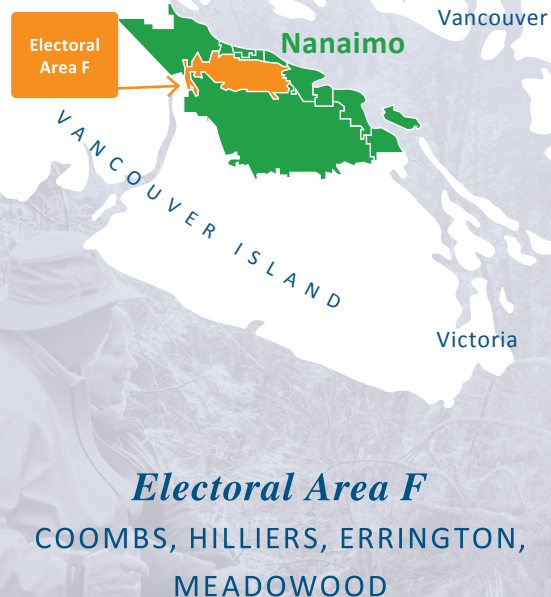 Vancouver
Electoral
Area F
Nanaimo
VANCOUVER ISLAND
Victoria
Electoral Area F
COOMBS, HILLIERS, ERRINGTON,
MEADOWOOD